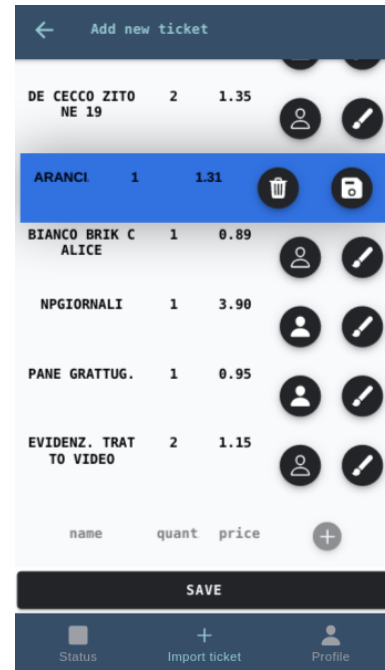 Add new ticket
DE CECCO ZITO 2 1.35
NE 19
ARANCI. 1 1.31
BIANCO BRIK C 1 0.89
ALICE
NPGIORNALI 1 3.90
PANE GRATTUG. 1 0.95
EVIDENZ. TRAT 2 1.15
TO VIDEO
name quant price
SAVE
Status Import ticket Profile